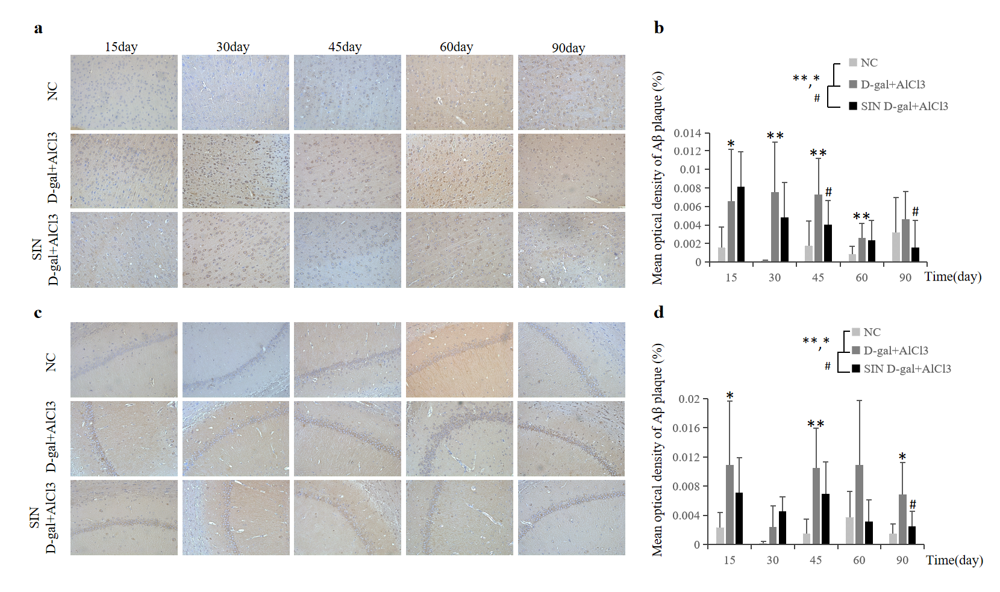 a
15day 30day 45day 60day 90day
NC
D-gal+AlCl3
SIN
D-gal+AlCl3
b
NC
**,*
D-gal+AlCl3
#
SIN D-gal+AlCl3
Mean optical density of Aβ plaque (%)
0.014
0.012
0.01
0.008
0.006
0.004
0.002
0
* ** ** # ** #
15 30 45 60 90 Time(day)
c
NC
D-gal+AlCl3
SIN
D-gal+AlCl3
d
NC
**,*
D-gal+AlCl3
#
SIN D-gal+AlCl3
Mean optical density of Aβ plaque (%)
0.02
0.016
0.012
0.008
0.004
0
* ** * #
15 30 45 60 90 Time(day)